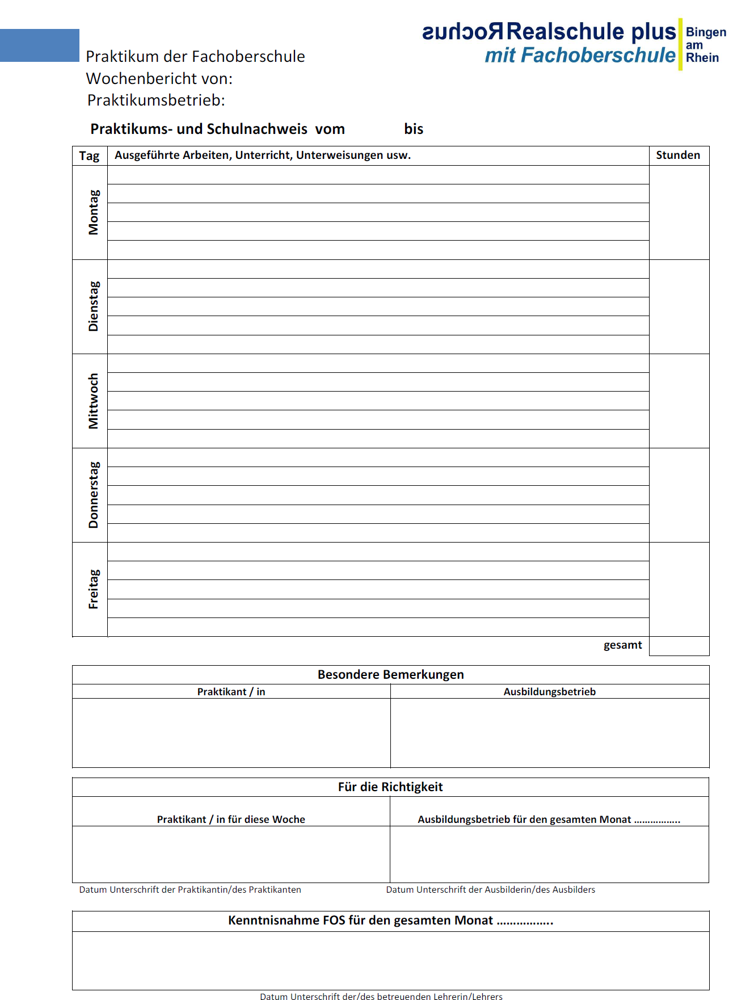 Rochus Realschule plus Bingen
mit Fachoberschule am
Rhein
Praktikum der Fachoberschule
Wochenbericht von:
Praktikumsbetrieb:
Praktikums- und Schulnachweis vom bis
Tag Ausgeführte Arbeiten, Unterricht, Unterweisungen usw. Stunden
Montag
Dienstag
Mittwoch
Donnerstag
Freitag
gesamt
Besondere Bemerkungen
Praktikant / in Ausbildungsbetrieb
Für die Richtigkeit
Praktikant / in für diese Woche Ausbildungsbetrieb für den gesamten Monat ................
Datum Unterschrift der Praktikantin/des Praktikanten Datum Unterschrift der Ausbilderin/des Ausbilders
Kenntnisnahme FOS für den gesamten Monat ................
Datum Unterschrift der/des betreuenden Lehrerin/Lehrers